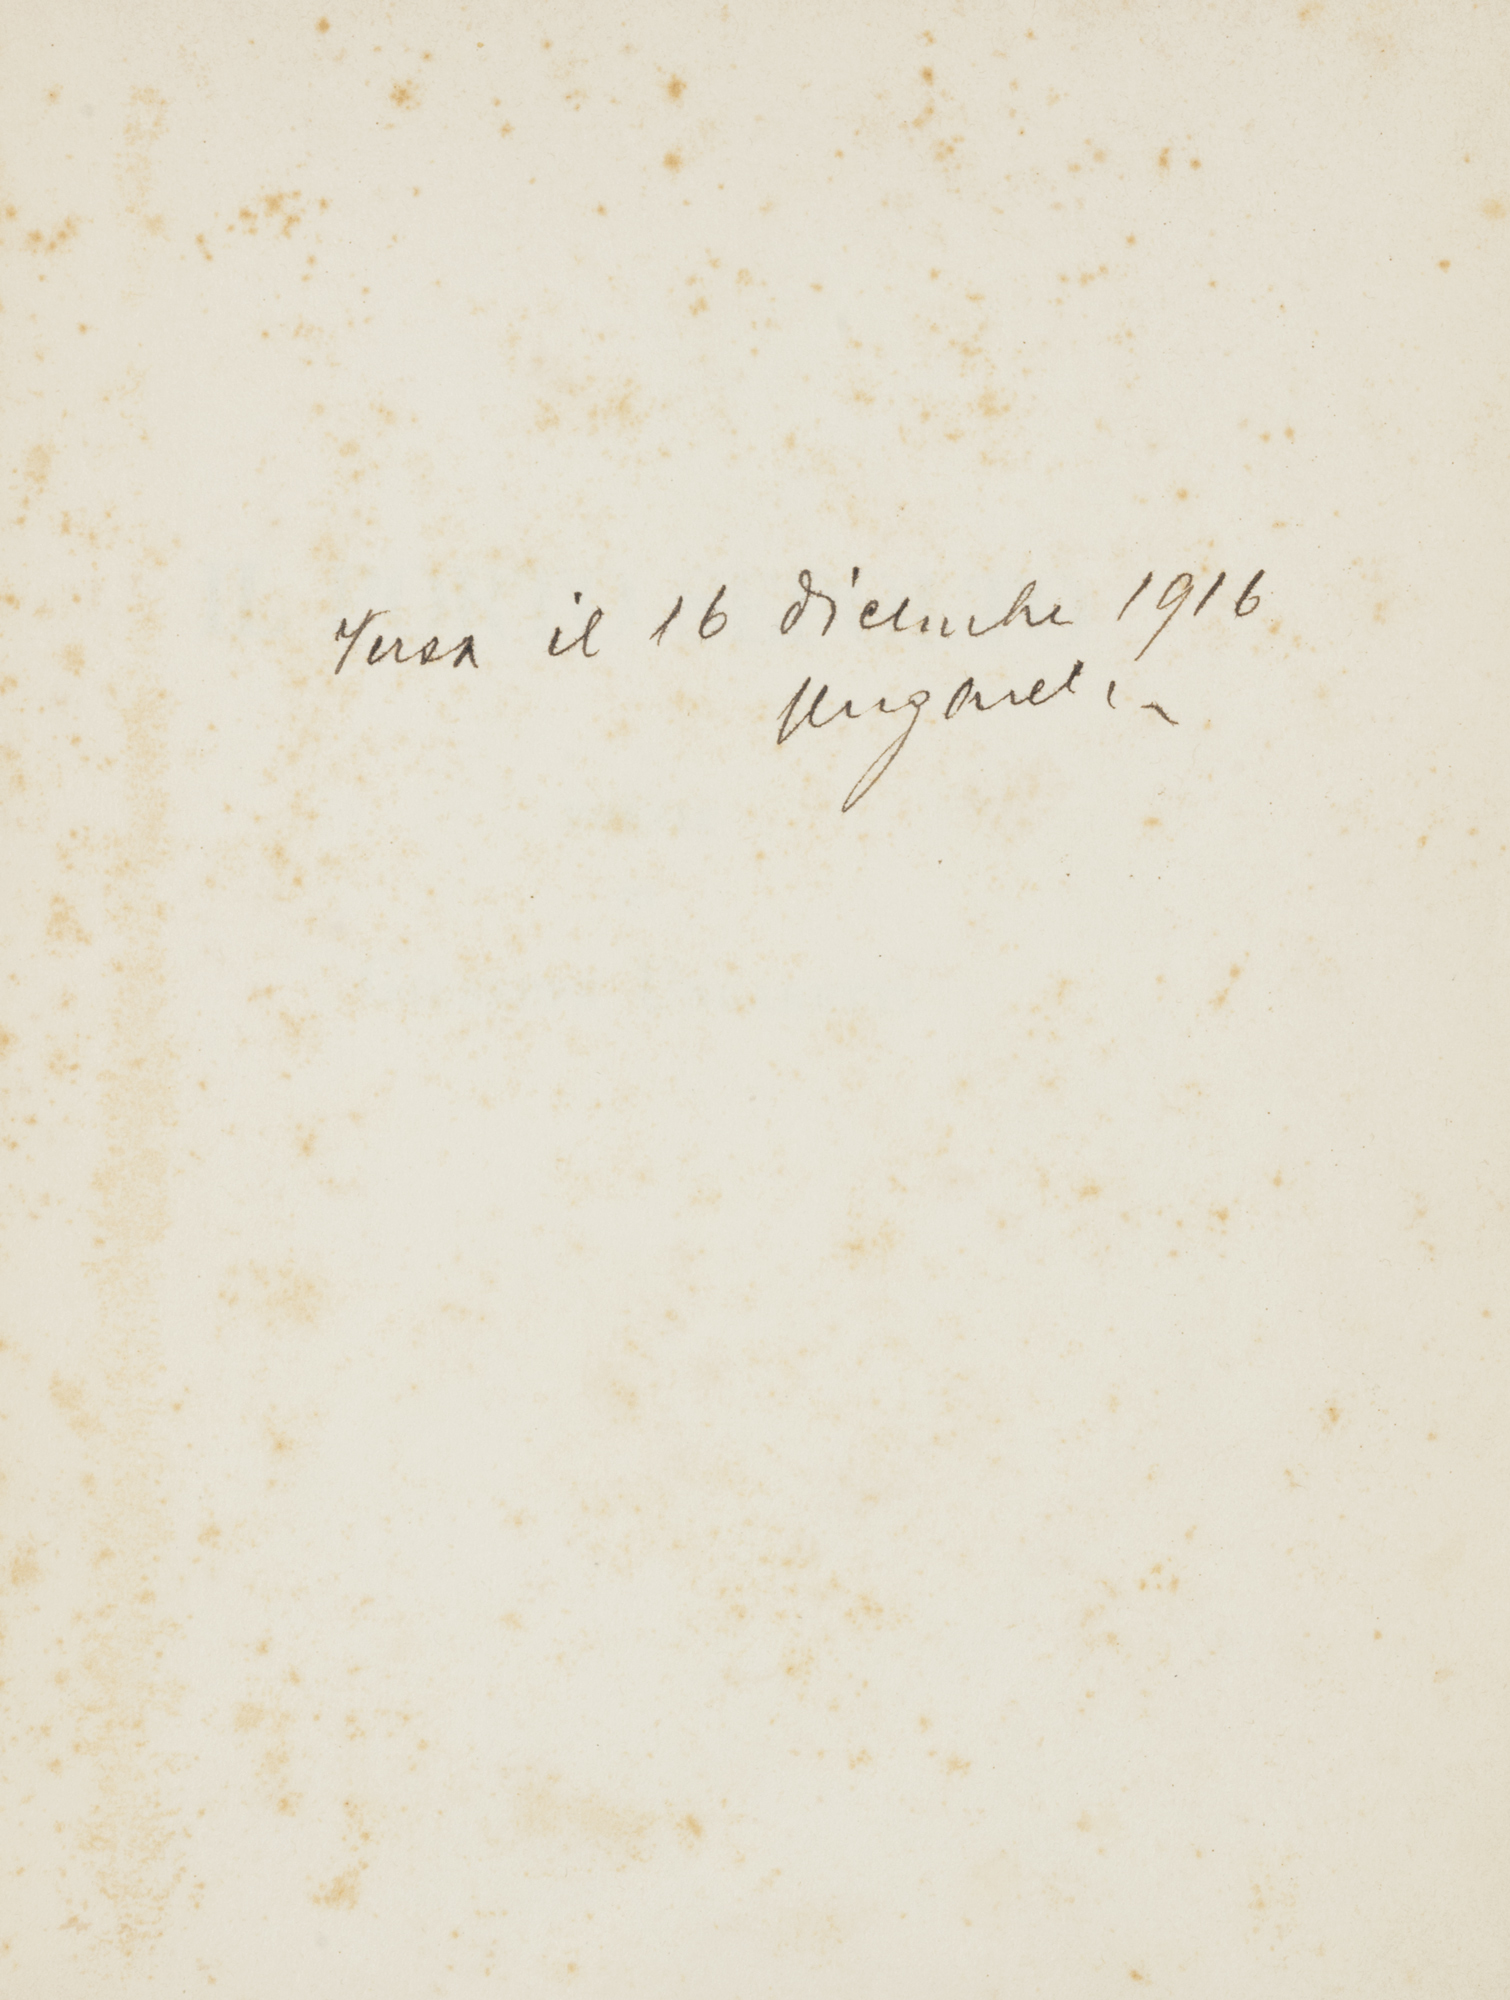 Versa il 16 dicembre 1916
Ungaretti